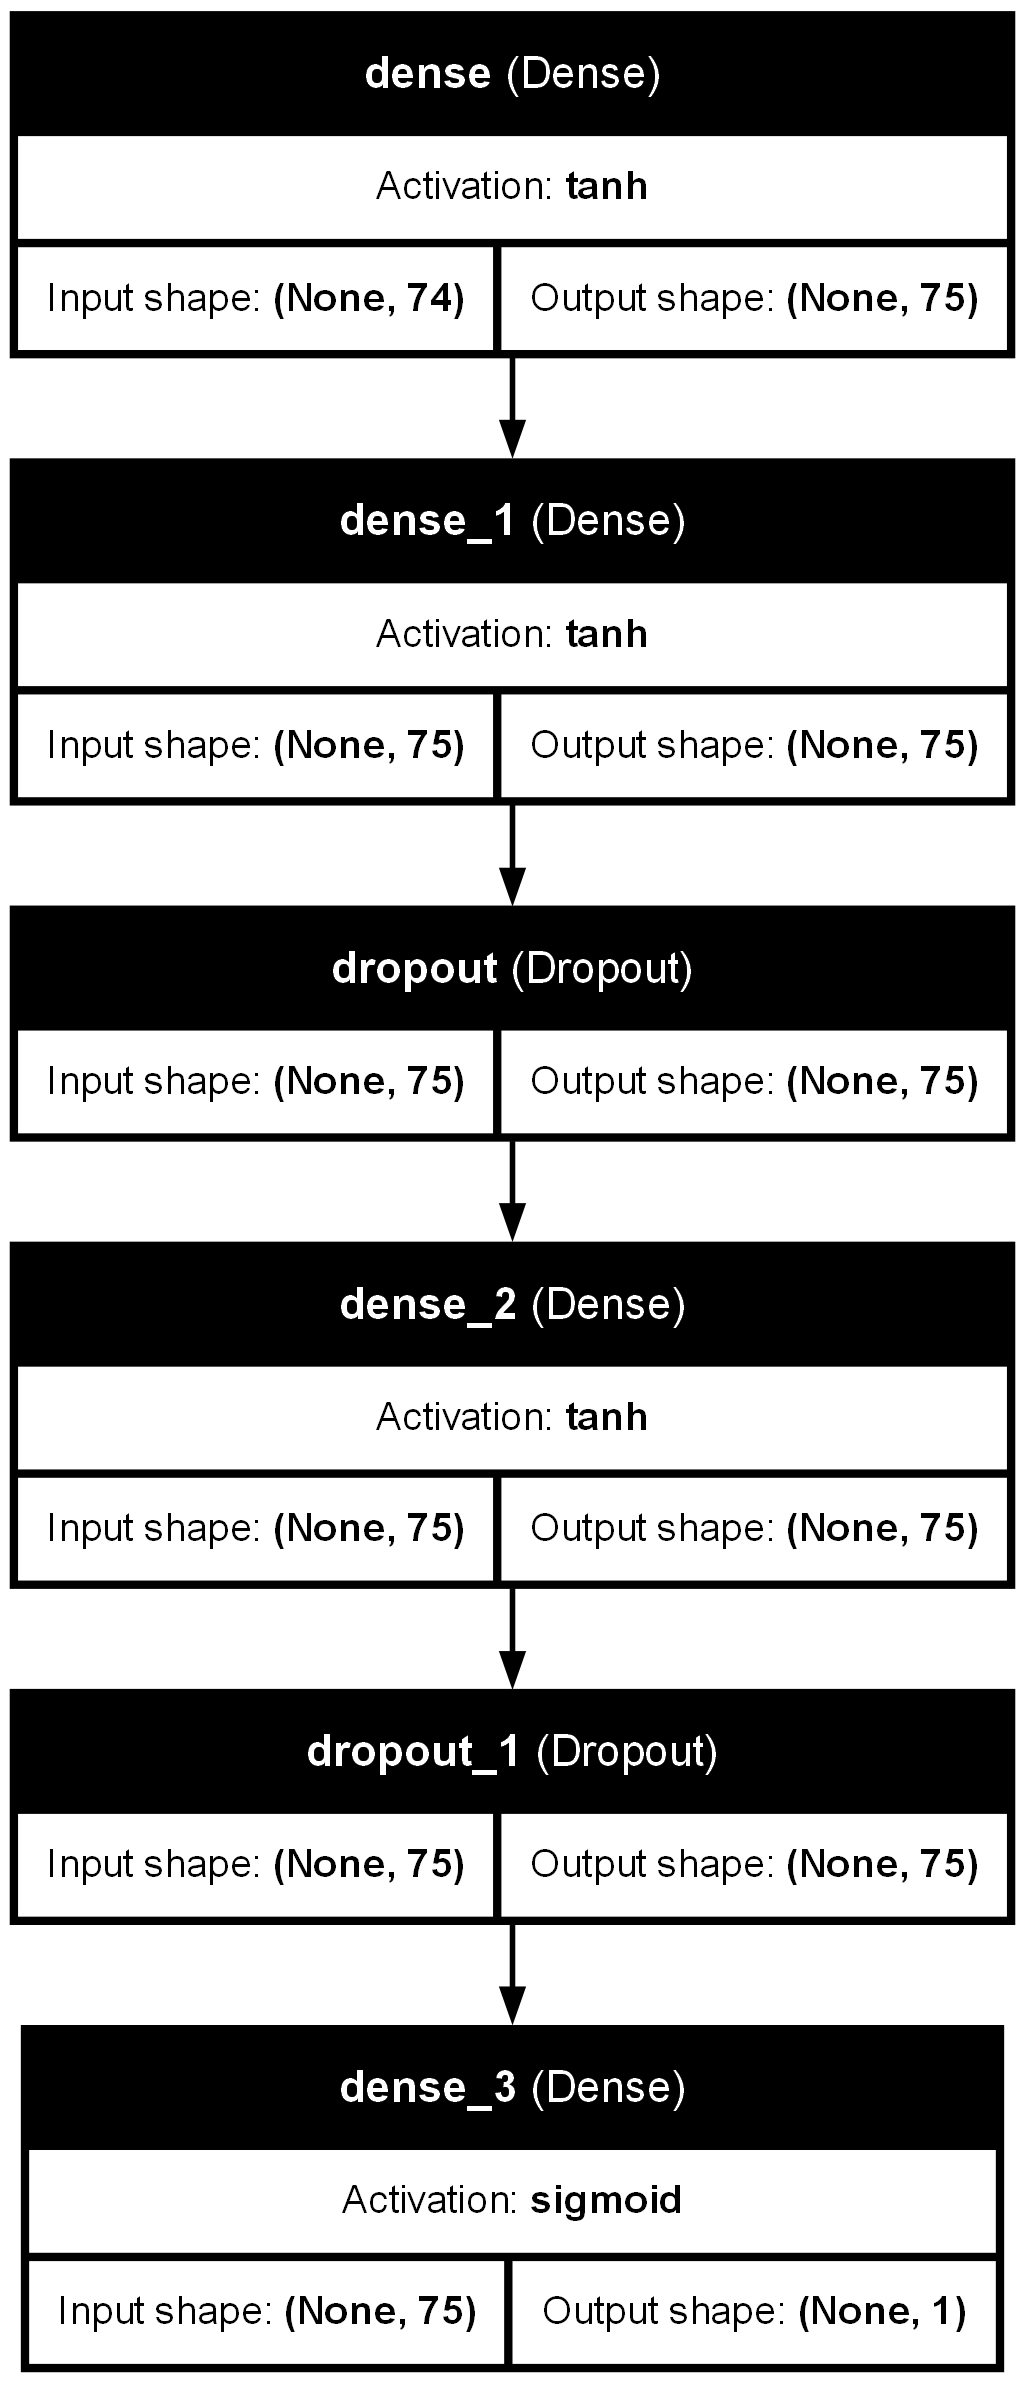 dense (Dense)
Activation: tanh
Input shape: (None, 74) Output shape: (None, 75)
dense_1 (Dense)
Activation: tanh
Input shape: (None, 75) Output shape: (None, 75)
dropout (Dropout)
Input shape: (None, 75) Output shape: (None, 75)
dense_2 (Dense)
Activation: tanh
Input shape: (None, 75) Output shape: (None, 75)
dropout_1 (Dropout)
Input shape: (None, 75) Output shape: (None, 75)
dense_3 (Dense)
Activation: sigmoid
Input shape: (None, 75) Output shape: (None, 1)